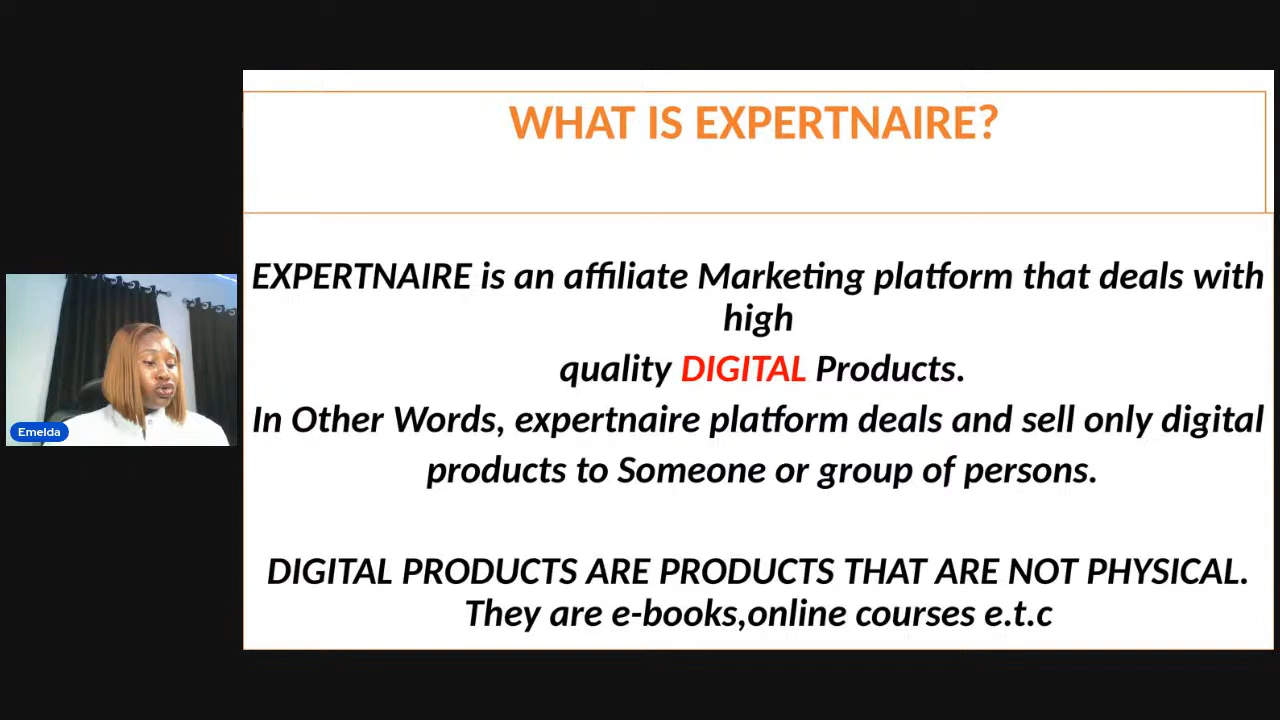 WHAT IS EXPERTNAIRE?
EXPERTNAIRE is an affiliate Marketing platform that deals with
high
quality DIGITAL Products.
In Other Words, expertnaire platform deals and sell only digital
products to Someone or group of persons.
DIGITAL PRODUCTS ARE PRODUCTS THAT ARE NOT PHYSICAL.
They are e-books,online courses e.t.c
Emelda